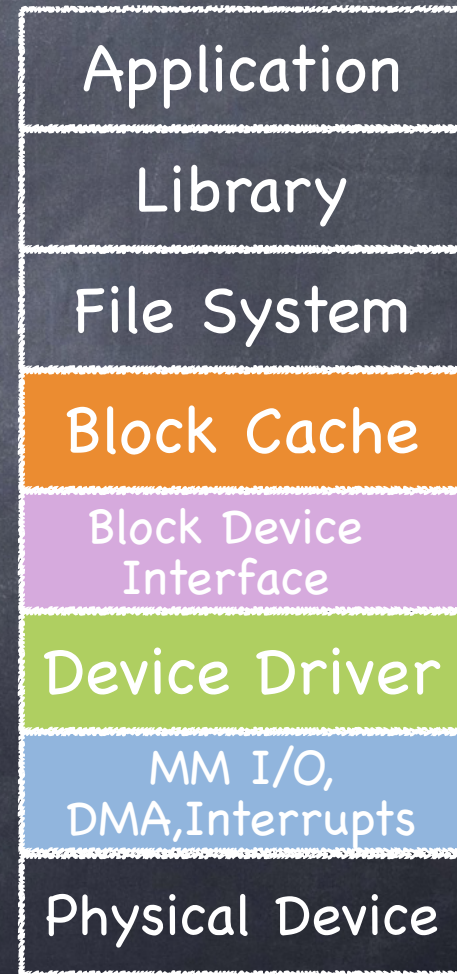 Application
Library
File System
Block Cache
Block Device
Interface
Device Driver
MM I/O,
DMA,Interrupts
Physical Device